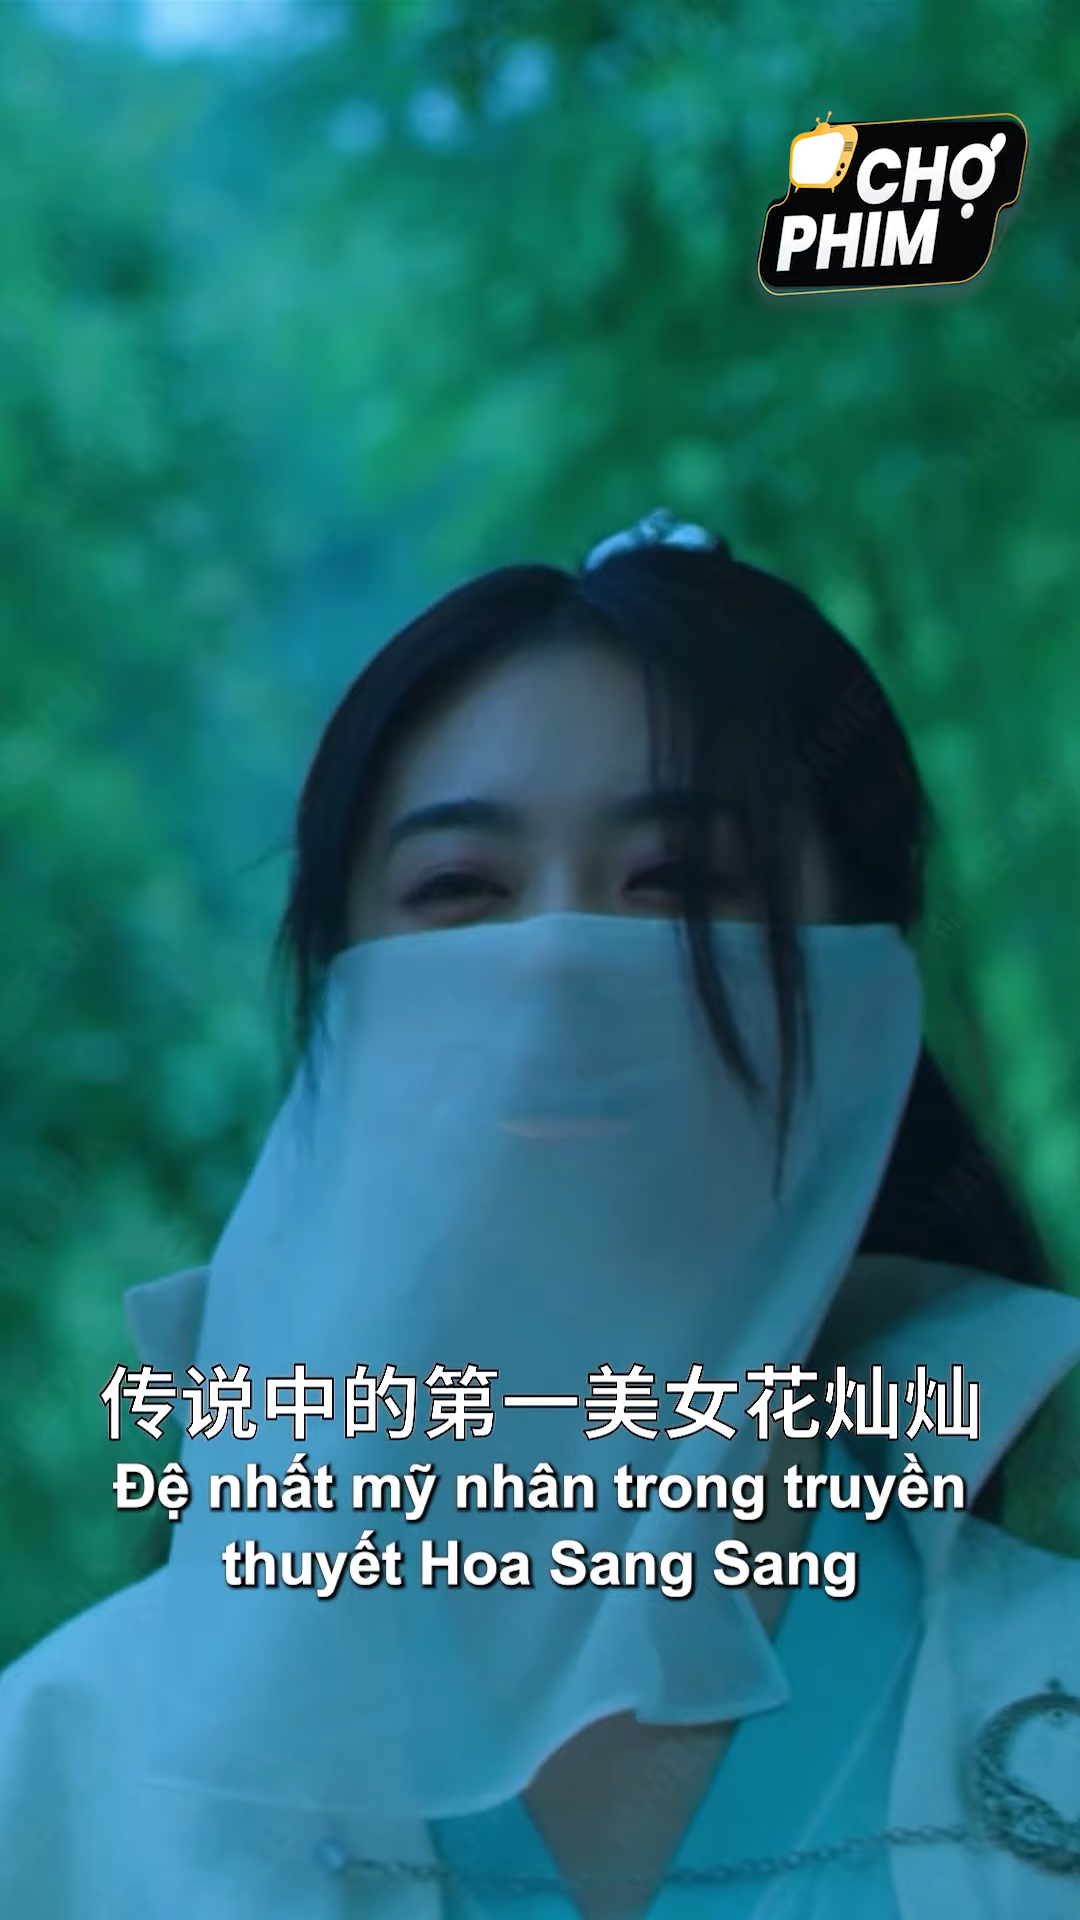 CHỢ
PHIM
传说中的第一美女花灿灿
Đệ nhất mỹ nhân trong truyền
thuyết Hoa Sang Sang